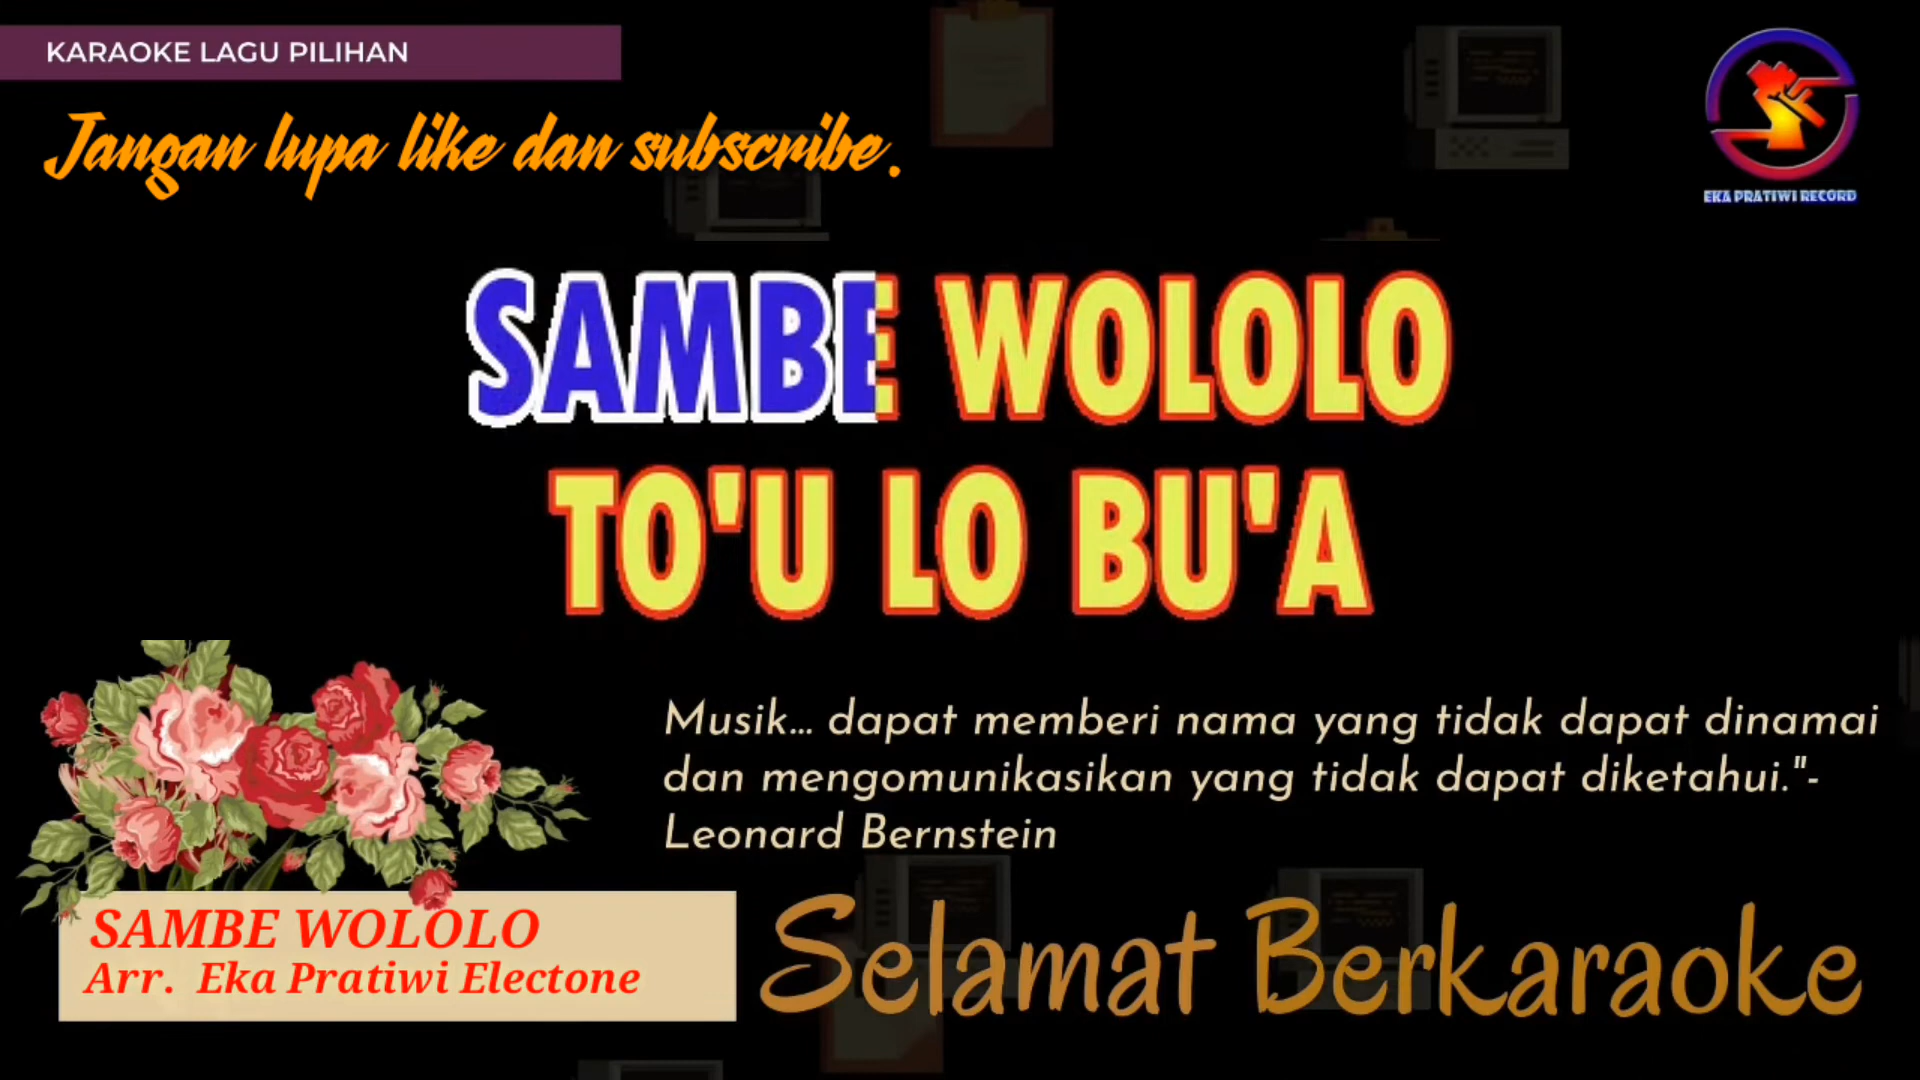 KARAOKE LAGU PILIHAN
Jangan lupa like dan subscribe.
EKA PRATIWI RECORD
SAMBE WOLOLO
TO'U LO BU'A
Musik... dapat memberi nama yang tidak dapat dinamai
dan mengomunikasikan yang tidak dapat diketahui."-
Leonard Bernstein
SAMBE WOLOLO
Arr. Eka Pratiwi Electone
Selamat Berkaraoke